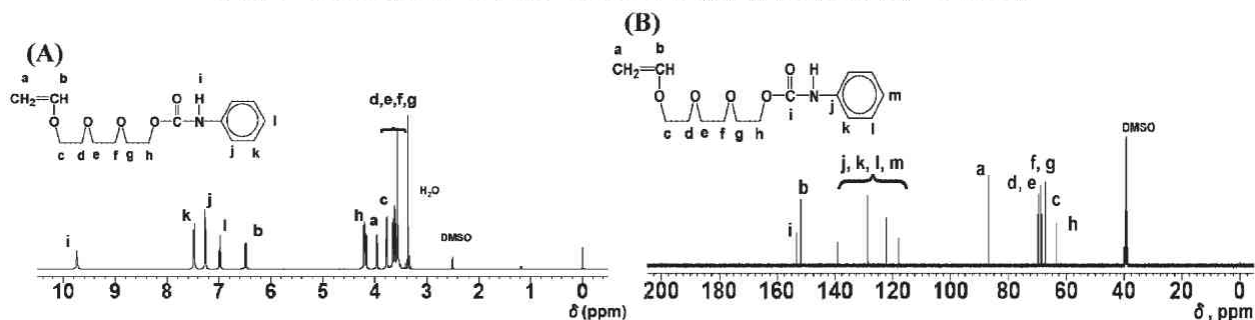 (A)
a b i
CH₂=CH O H
O O O O-C-N l
c d e f g h j k
d,e,f,g
H₂O
i k j l b h a c DMSO
10 9 8 7 6 5 4 3 2 1 0
δ (ppm)
(B)
a b
CH₂=CH O H
O O O O-C-N j m
c d e f g h i k l
DMSO
j, k, l, m
i b a d, e f, g c h
200 180 160 140 120 100 80 60 40 20 0
δ , ppm